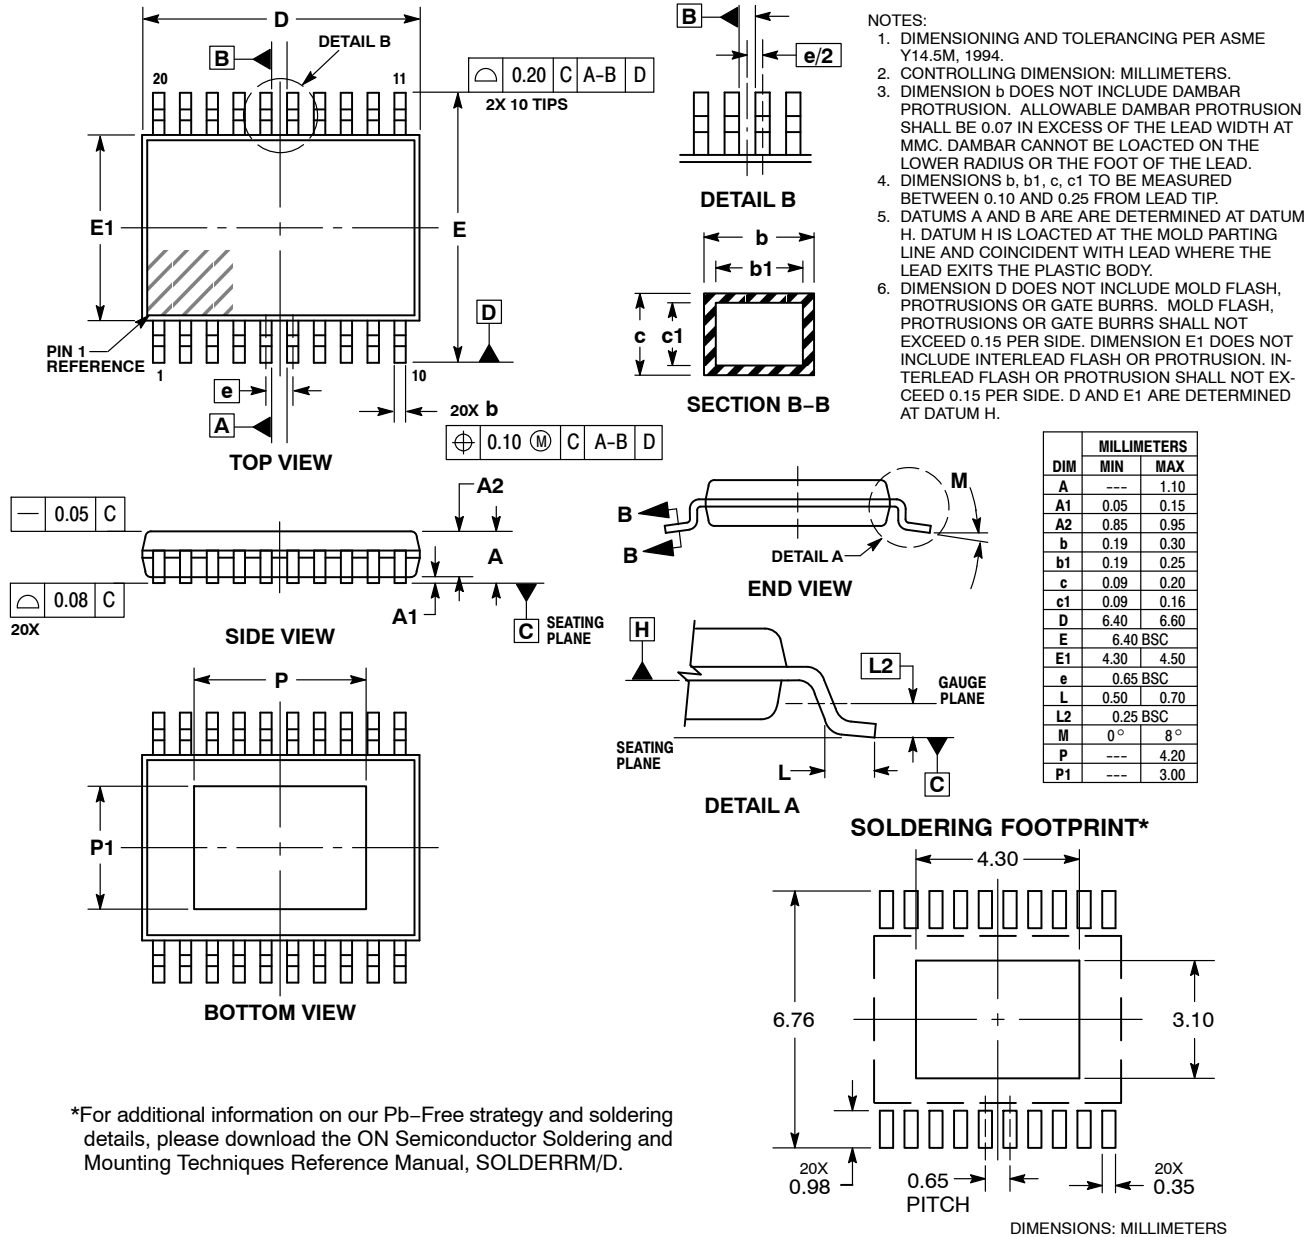 D
DETAIL B
B
20
11
⌓ 0.20 C A–B D
2X 10 TIPS
E1
E
D
PIN 1
REFERENCE
1
10
e
20X b
A
⌖ 0.10 Ⓜ C A–B D
TOP VIEW
B
e/2
DETAIL B
b
b1
c
c1
SECTION B–B
NOTES:
1. DIMENSIONING AND TOLERANCING PER ASME
Y14.5M, 1994.
2. CONTROLLING DIMENSION: MILLIMETERS.
3. DIMENSION b DOES NOT INCLUDE DAMBAR
PROTRUSION. ALLOWABLE DAMBAR PROTRUSION
SHALL BE 0.07 IN EXCESS OF THE LEAD WIDTH AT
MMC. DAMBAR CANNOT BE LOACTED ON THE
LOWER RADIUS OR THE FOOT OF THE LEAD.
4. DIMENSIONS b, b1, c, c1 TO BE MEASURED
BETWEEN 0.10 AND 0.25 FROM LEAD TIP.
5. DATUMS A AND B ARE ARE DETERMINED AT DATUM
H. DATUM H IS LOACTED AT THE MOLD PARTING
LINE AND COINCIDENT WITH LEAD WHERE THE
LEAD EXITS THE PLASTIC BODY.
6. DIMENSION D DOES NOT INCLUDE MOLD FLASH,
PROTRUSIONS OR GATE BURRS. MOLD FLASH,
PROTRUSIONS OR GATE BURRS SHALL NOT
EXCEED 0.15 PER SIDE. DIMENSION E1 DOES NOT
INCLUDE INTERLEAD FLASH OR PROTRUSION. IN-
TERLEAD FLASH OR PROTRUSION SHALL NOT EX-
CEED 0.15 PER SIDE. D AND E1 ARE DETERMINED
AT DATUM H.
MILLIMETERS
DIM MIN MAX
A --- 1.10
A1 0.05 0.15
A2 0.85 0.95
b 0.19 0.30
b1 0.19 0.25
c 0.09 0.20
c1 0.09 0.16
D 6.40 6.60
E 6.40 BSC
E1 4.30 4.50
e 0.65 BSC
L 0.50 0.70
L2 0.25 BSC
M 0° 8°
P --- 4.20
P1 --- 3.00
— 0.05 C
A2
A
⌓ 0.08 C
20X
A1
C
SEATING
PLANE
SIDE VIEW
B
B
M
DETAIL A
END VIEW
H
L2
GAUGE
PLANE
SEATING
PLANE
L
C
DETAIL A
P
P1
BOTTOM VIEW
SOLDERING FOOTPRINT*
4.30
6.76
3.10
20X
0.98
0.65
PITCH
20X
0.35
DIMENSIONS: MILLIMETERS
*For additional information on our Pb–Free strategy and soldering
details, please download the ON Semiconductor Soldering and
Mounting Techniques Reference Manual, SOLDERRM/D.